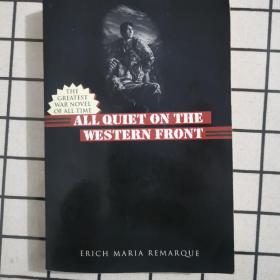 THE
GREATEST
WAR NOVEL
OF ALL TIME
ALL QUIET ON THE
WESTERN FRONT
ERICH MARIA REMARQUE